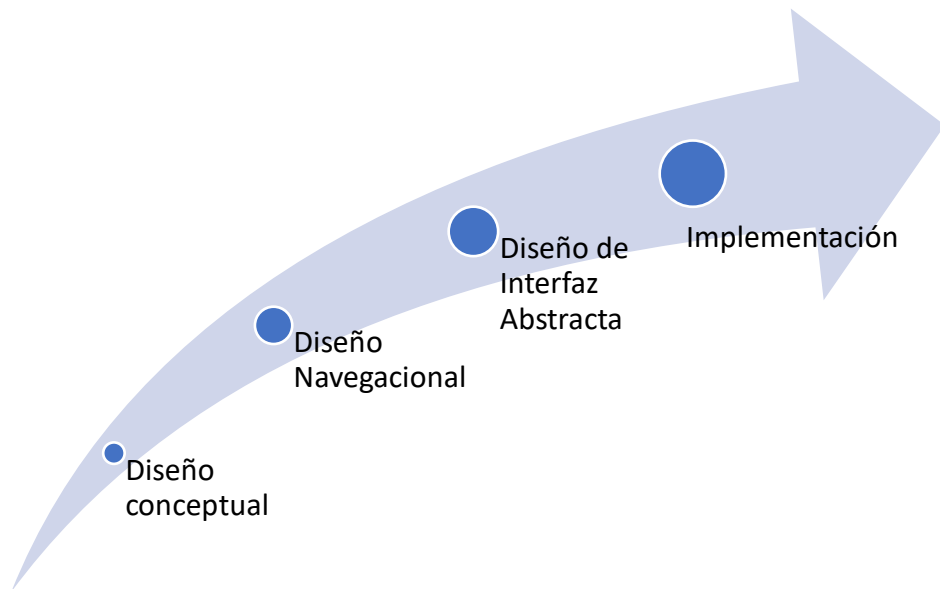 Diseño
conceptual
Diseño
Navegacional
Diseño de
Interfaz
Abstracta
Implementación